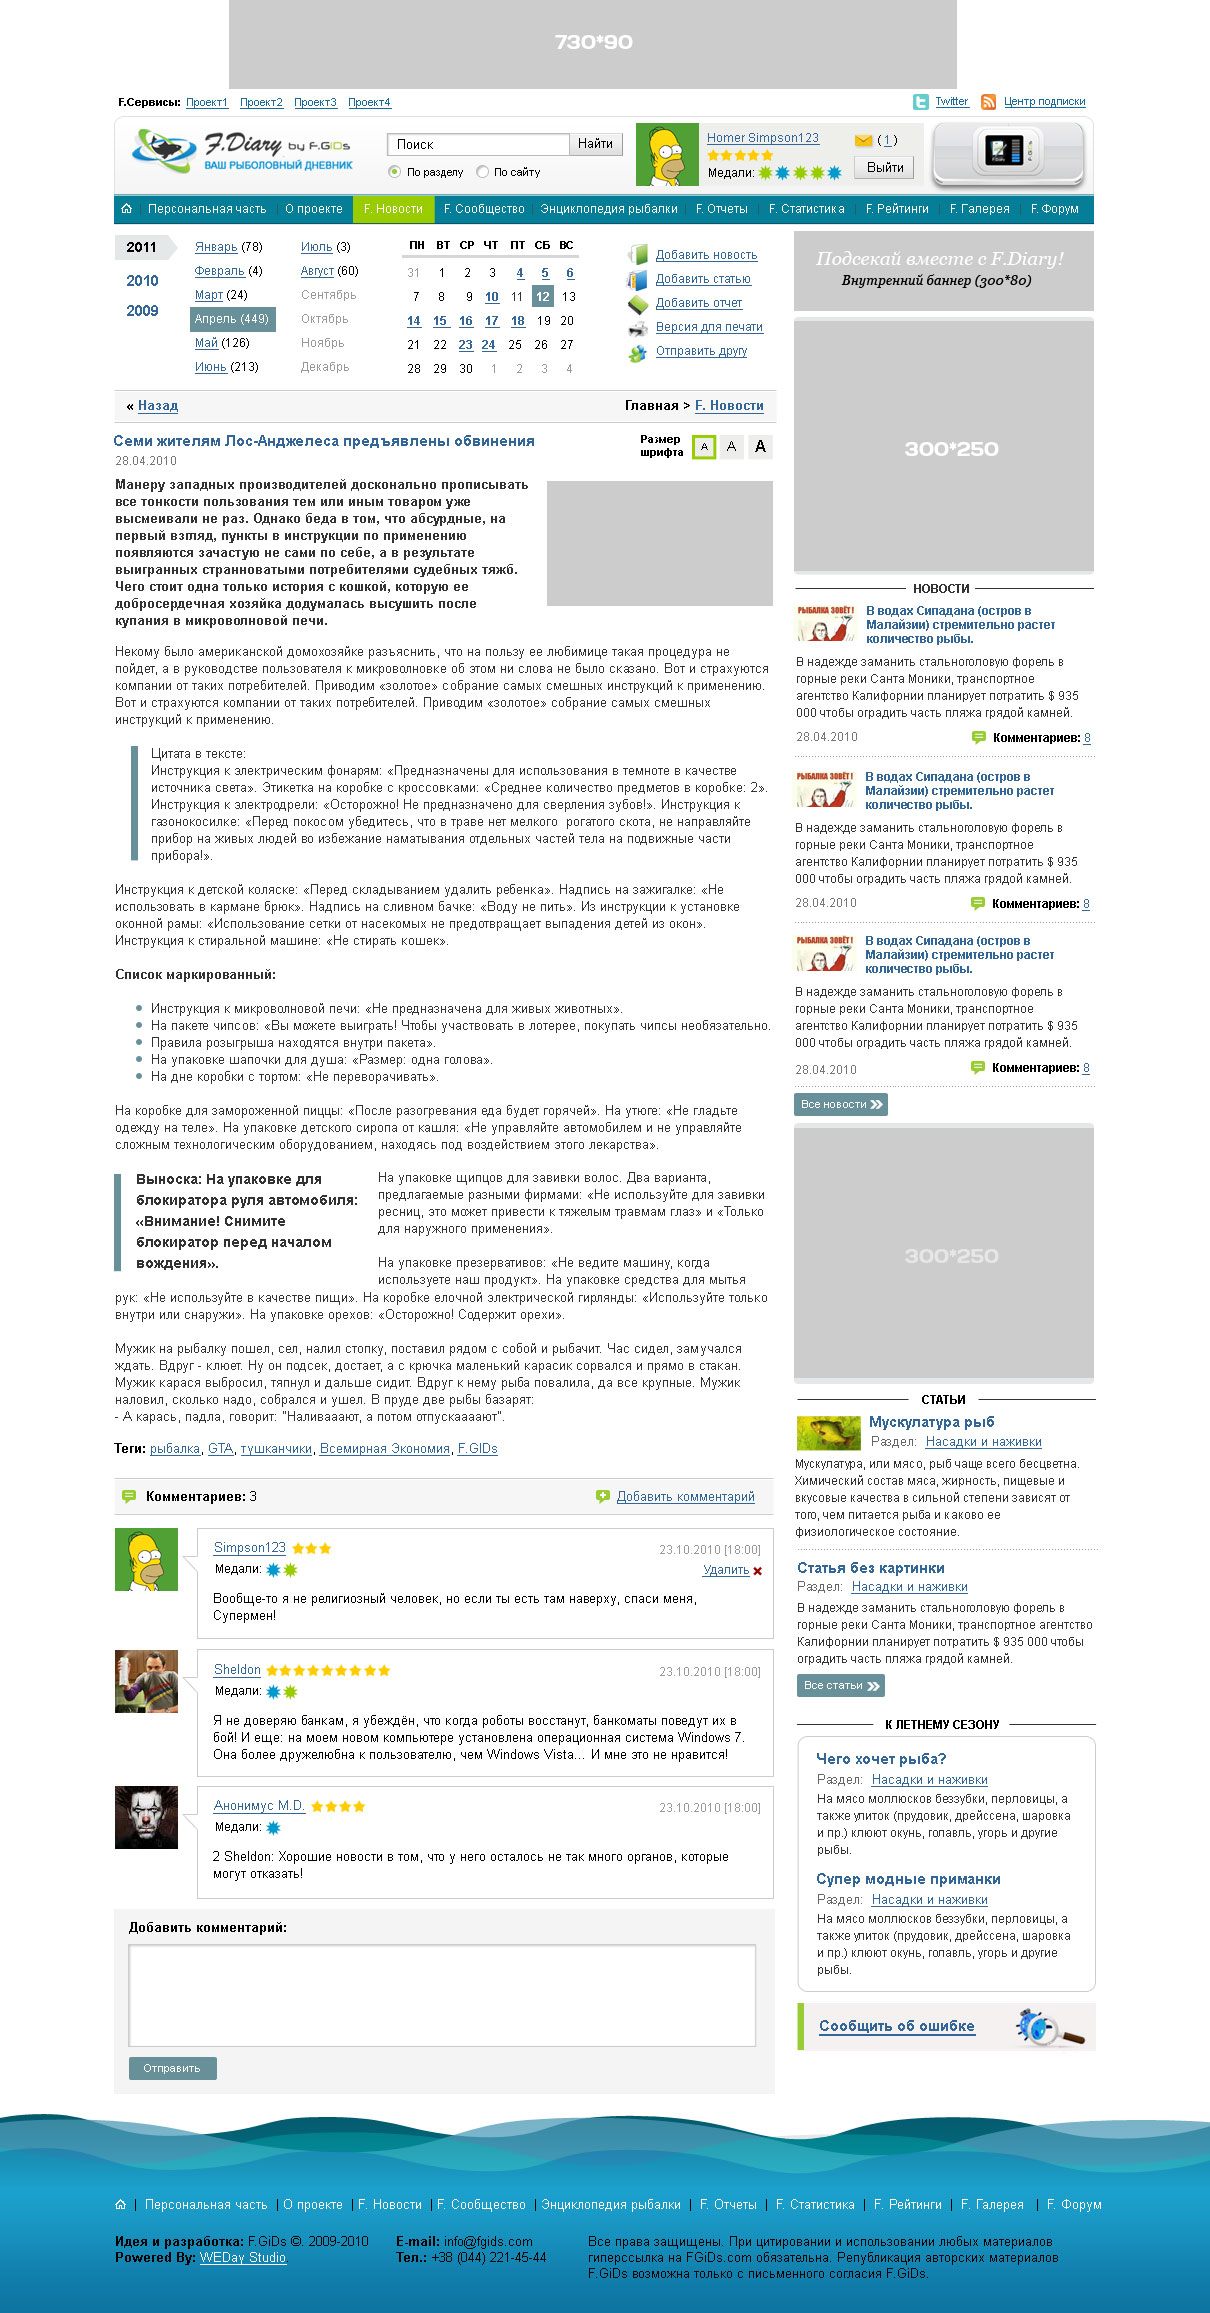 730*90
F.Сервисы: Проект1 Проект2 Проект3 Проект4
Twitter Центр подписки
F.Diary by F.GiDs
ВАШ РЫБОЛОВНЫЙ ДНЕВНИК
Поиск Найти
По разделу По сайту
Homer Simpson123
Медали:
( 1 )
Выйти
Персональная часть О проекте F. Новости F. Сообщество Энциклопедия рыбалки F. Отчеты F. Статистика F. Рейтинги F. Галерея F. Форум
2011
2010
2009
Январь (78) Июль (3)
Февраль (4) Август (60)
Март (24) Сентябрь
Апрель (449) Октябрь
Май (126) Ноябрь
Июнь (213) Декабрь
ПН ВТ СР ЧТ ПТ СБ ВС
31 1 2 3 4 5 6
7 8 9 10 11 12 13
14 15 16 17 18 19 20
21 22 23 24 25 26 27
28 29 30 1 2 3 4
Добавить новость
Добавить статью
Добавить отчет
Версия для печати
Отправить другу
Подсекай вместе с F.Diary!
Внутренний баннер (300*80)
« Назад
Главная > F. Новости
300*250
Семи жителям Лос-Анджелеса предъявлены обвинения
28.04.2010
Размер
шрифта
A A A
Манеру западных производителей досконально прописывать
все тонкости пользования тем или иным товаром уже
высмеивали не раз. Однако беда в том, что абсурдные, на
первый взгляд, пункты в инструкции по применению
появляются зачастую не сами по себе, а в результате
выигранных странноватыми потребителями судебных тяжб.
Чего стоит одна только история с кошкой, которую ее
добросердечная хозяйка додумалась высушить после
купания в микроволновой печи.
Некому было американской домохозяйке разъяснить, что на пользу ее любимице такая процедура не
пойдет, а в руководстве пользователя к микроволновке об этом ни слова не было сказано. Вот и страхуются
компании от таких потребителей. Приводим «золотое» собрание самых смешных инструкций к применению.
Вот и страхуются компании от таких потребителей. Приводим «золотое» собрание самых смешных
инструкций к применению.
Цитата в тексте:
Инструкция к электрическим фонарям: «Предназначены для использования в темноте в качестве
источника света». Этикетка на коробке с кроссовками: «Среднее количество предметов в коробке: 2».
Инструкция к электродрели: «Осторожно! Не предназначено для сверления зубов!». Инструкция к
газонокосилке: «Перед покосом убедитесь, что в траве нет мелкого рогатого скота, не направляйте
прибор на живых людей во избежание наматывания отдельных частей тела на подвижные части
прибора!».
Инструкция к детской коляске: «Перед складыванием удалить ребенка». Надпись на зажигалке: «Не
использовать в кармане брюк». Надпись на сливном бачке: «Воду не пить». Из инструкции к установке
оконной рамы: «Использование сетки от насекомых не предотвращает выпадения детей из окон».
Инструкция к стиральной машине: «Не стирать кошек».
Список маркированный:
Инструкция к микроволновой печи: «Не предназначена для живых животных».
На пакете чипсов: «Вы можете выиграть! Чтобы участвовать в лотерее, покупать чипсы необязательно.
Правила розыгрыша находятся внутри пакета».
На упаковке шапочки для душа: «Размер: одна голова».
На дне коробки с тортом: «Не переворачивать».
На коробке для замороженной пиццы: «После разогревания еда будет горячей». На утюге: «Не гладьте
одежду на теле». На упаковке детского сиропа от кашля: «Не управляйте автомобилем и не управляйте
сложным технологическим оборудованием, находясь под воздействием этого лекарства».
Выноска: На упаковке для
блокиратора руля автомобиля:
«Внимание! Снимите
блокиратор перед началом
вождения».
На упаковке щипцов для завивки волос. Два варианта,
предлагаемые разными фирмами: «Не используйте для завивки
ресниц, это может привести к тяжелым травмам глаз» и «Только
для наружного применения».
На упаковке презервативов: «Не ведите машину, когда
используете наш продукт». На упаковке средства для мытья
рук: «Не используйте в качестве пищи». На коробке елочной электрической гирлянды: «Используйте только
внутри или снаружи». На упаковке орехов: «Осторожно! Содержит орехи».
Мужик на рыбалку пошел, сел, налил стопку, поставил рядом с собой и рыбачит. Час сидел, замучался
ждать. Вдруг - клюет. Ну он подсек, достает, а с крючка маленький карасик сорвался и прямо в стакан.
Мужик карася выбросил, тяпнул и дальше сидит. Вдруг к нему рыба повалила, да все крупные. Мужик
наловил, сколько надо, собрался и ушел. В пруде две рыбы базарят:
- А карась, падла, говорит: "Наливаают, а потом отпускаааают".
Теги: рыбалка, GTA, тушканчики, Всемирная Экономия, F.GIDs
Комментариев: 3
Добавить комментарий
Simpson123
23.10.2010 [18:00]
Медали:
Удалить
Вообще-то я не религиозный человек, но если ты есть там наверху, спаси меня,
Супермен!
Sheldon
23.10.2010 [18:00]
Медали:
Я не доверяю банкам, я убеждён, что когда роботы восстанут, банкоматы поведут их в
бой! И еще: на моем новом компьютере установлена операционная система Windows 7.
Она более дружелюбна к пользователю, чем Windows Vista... И мне это не нравится!
Анонимус M.D.
23.10.2010 [18:00]
Медали:
2 Sheldon: Хорошие новости в том, что у него осталось не так много органов, которые
могут отказать!
Добавить комментарий:
Отправить
НОВОСТИ
РЫБАЛКА ЗОВЁТ!
В водах Сипадана (остров в
Малайзии) стремительно растет
количество рыбы.
В надежде заманить стальноголовую форель в
горные реки Санта Моники, транспортное
агентство Калифорнии планирует потратить $ 935
000 чтобы оградить часть пляжа грядой камней.
28.04.2010 Комментариев: 8
РЫБАЛКА ЗОВЁТ!
В водах Сипадана (остров в
Малайзии) стремительно растет
количество рыбы.
В надежде заманить стальноголовую форель в
горные реки Санта Моники, транспортное
агентство Калифорнии планирует потратить $ 935
000 чтобы оградить часть пляжа грядой камней.
28.04.2010 Комментариев: 8
РЫБАЛКА ЗОВЁТ!
В водах Сипадана (остров в
Малайзии) стремительно растет
количество рыбы.
В надежде заманить стальноголовую форель в
горные реки Санта Моники, транспортное
агентство Калифорнии планирует потратить $ 935
000 чтобы оградить часть пляжа грядой камней.
28.04.2010 Комментариев: 8
Все новости
300*250
СТАТЬИ
Мускулатура рыб
Раздел: Насадки и наживки
Мускулатура, или мясо, рыб чаще всего бесцветна.
Химический состав мяса, жирность, пищевые и
вкусовые качества в сильной степени зависят от
того, чем питается рыба и каково ее
физиологическое состояние.
Статья без картинки
Раздел: Насадки и наживки
В надежде заманить стальноголовую форель в
горные реки Санта Моники, транспортное агентство
Калифорнии планирует потратить $ 935 000 чтобы
оградить часть пляжа грядой камней.
Все статьи
К ЛЕТНЕМУ СЕЗОНУ
Чего хочет рыба?
Раздел: Насадки и наживки
На мясо моллюсков беззубки, перловицы, а
также улиток (прудовик, дрейссена, шаровка
и пр.) клюют окунь, голавль, угорь и другие
рыбы.
Супер модные приманки
Раздел: Насадки и наживки
На мясо моллюсков беззубки, перловицы, а
также улиток (прудовик, дрейссена, шаровка
и пр.) клюют окунь, голавль, угорь и другие
рыбы.
Сообщить об ошибке
Персональная часть | О проекте | F. Новости | F. Сообщество | Энциклопедия рыбалки | F. Отчеты | F. Статистика | F. Рейтинги | F. Галерея | F. Форум
Идея и разработка: F.GiDs ©. 2009-2010
Powered By: WEDay Studio
E-mail: info@fgids.com
Тел.: +38 (044) 221-45-44
Все права защищены. При цитировании и использовании любых материалов
гиперссылка на FGiDs.com обязательна. Републикация авторских материалов
F.GiDs возможна только с письменного согласия F.GiDs.